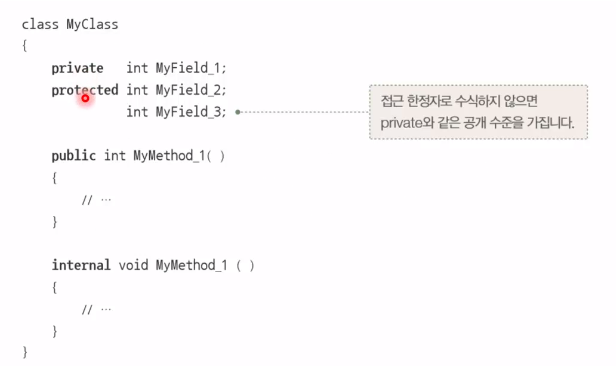 class MyClass
{
private int MyField_1;
protected int MyField_2;
int MyField_3;
접근 한정자로 수식하지 않으면
private와 같은 공개 수준을 가집니다.
public int MyMethod_1( )
{
// …
}
internal void MyMethod_1 ( )
{
// …
}
}